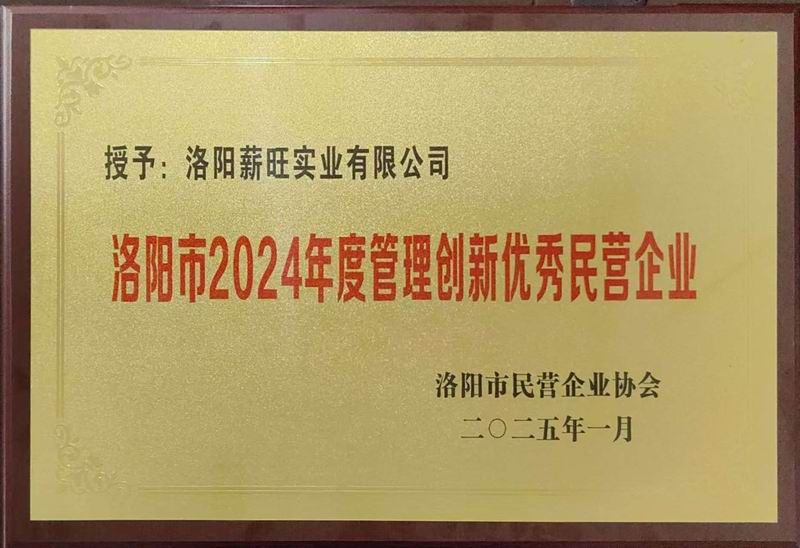 授予：洛阳薪旺实业有限公司
洛阳市2024年度管理创新优秀民营企业
洛阳市民营企业协会
二〇二五年一月